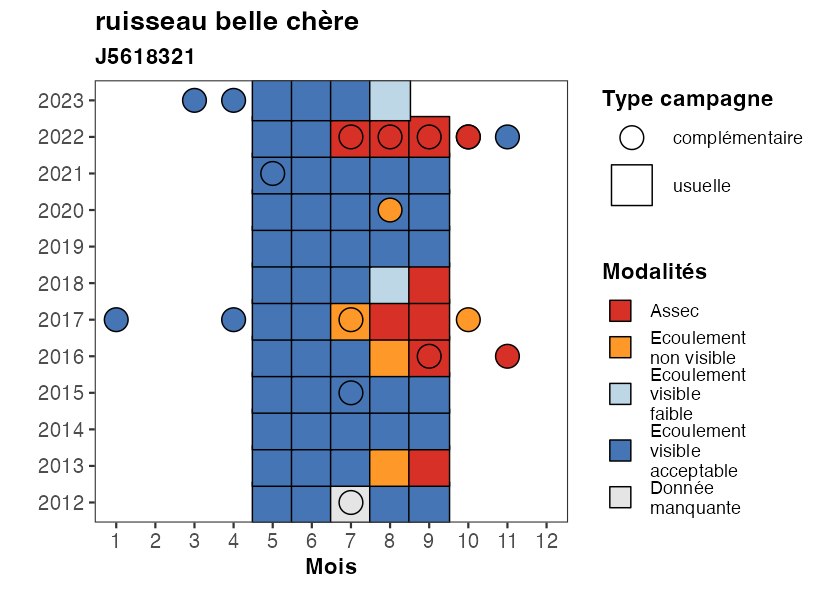 ruisseau belle chère
J5618321
2023
2022
2021
2020
2019
2018
2017
2016
2015
2014
2013
2012
1 2 3 4 5 6 7 8 9 10 11 12
Mois
Type campagne
complémentaire
usuelle
Modalités
Assec
Ecoulement
non visible
Ecoulement
visible
faible
Ecoulement
visible
acceptable
Donnée
manquante